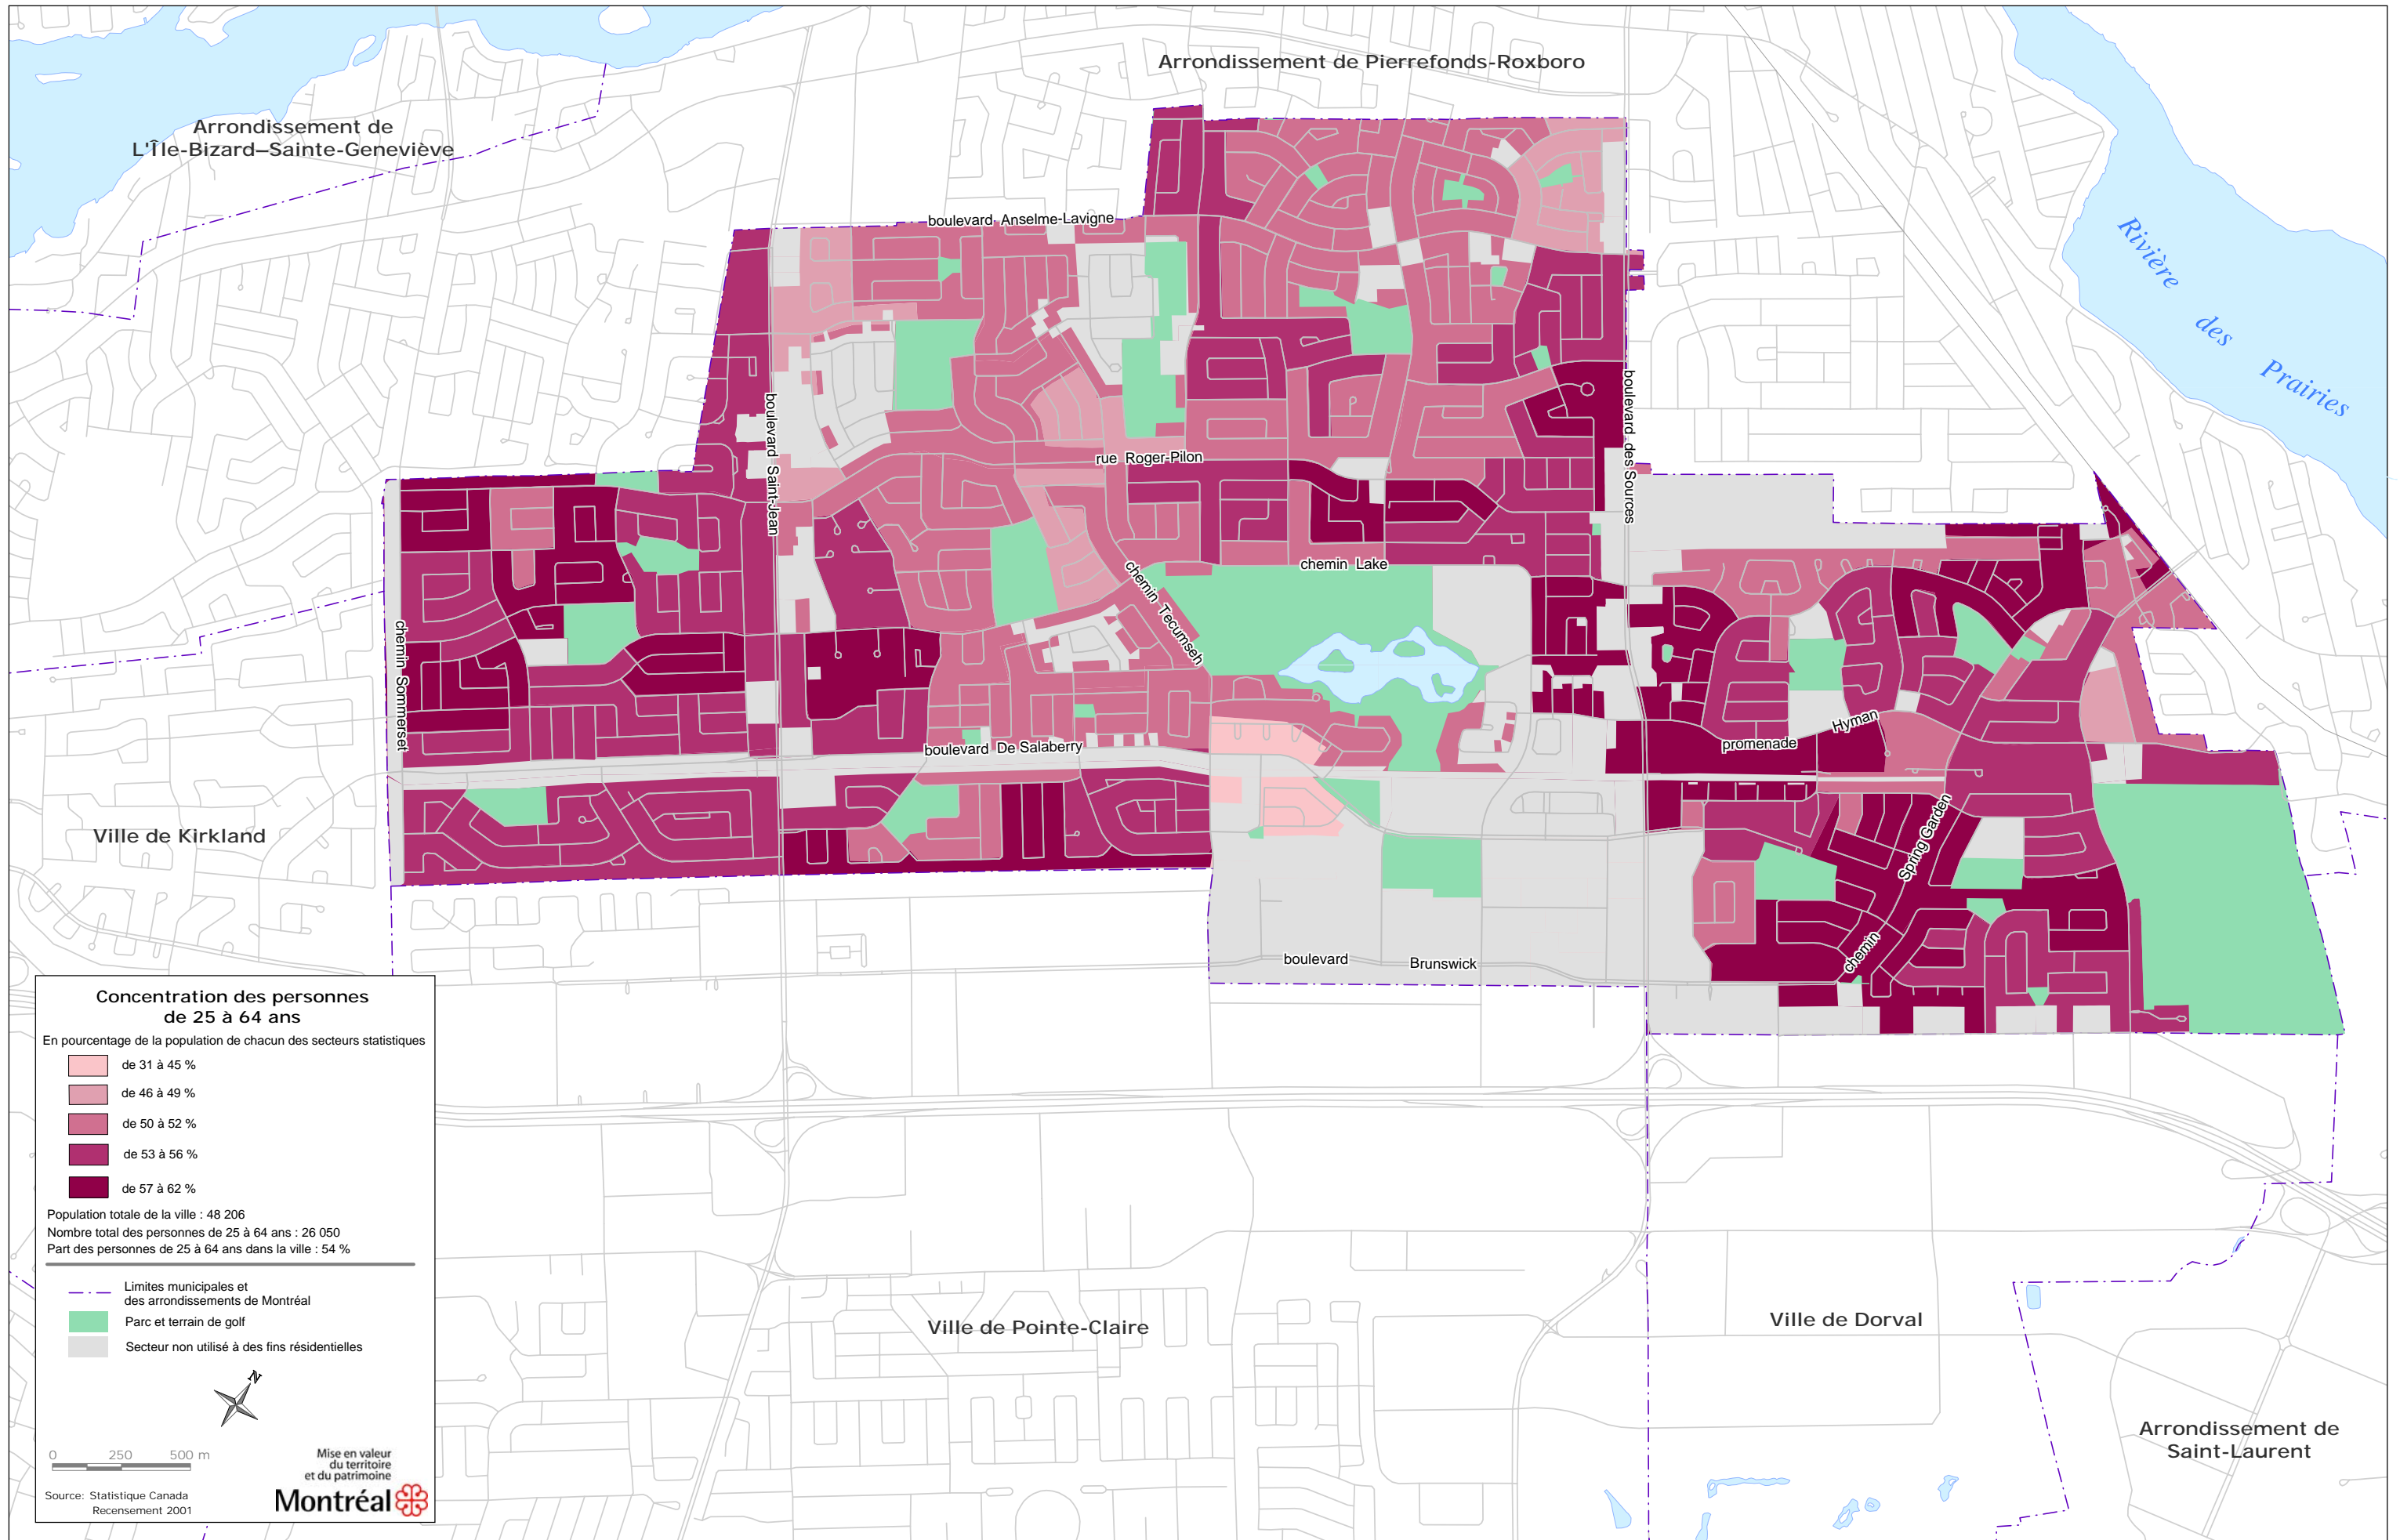 Arrondissement de Pierrefonds-Roxboro
Arrondissement de
L'Île-Bizard–Sainte-Geneviève
Rivière
des
Prairies
boulevard Anselme-Lavigne
boulevard Saint-Jean
boulevard des Sources
rue Roger-Pilon
chemin Lake
chemin Tecumseh
chemin Sommerset
boulevard De Salaberry
promenade Hyman
chemin Spring Garden
boulevard Brunswick
Ville de Kirkland
Ville de Pointe-Claire
Ville de Dorval
Arrondissement de
Saint-Laurent
Concentration des personnes
de 25 à 64 ans
En pourcentage de la population de chacun des secteurs statistiques
de 31 à 45 %
de 46 à 49 %
de 50 à 52 %
de 53 à 56 %
de 57 à 62 %
Population totale de la ville : 48 206
Nombre total des personnes de 25 à 64 ans : 26 050
Part des personnes de 25 à 64 ans dans la ville : 54 %
Limites municipales et
des arrondissements de Montréal
Parc et terrain de golf
Secteur non utilisé à des fins résidentielles
N
0 250 500 m
Mise en valeur
du territoire
et du patrimoine
Montréal
Source: Statistique Canada
Recensement 2001